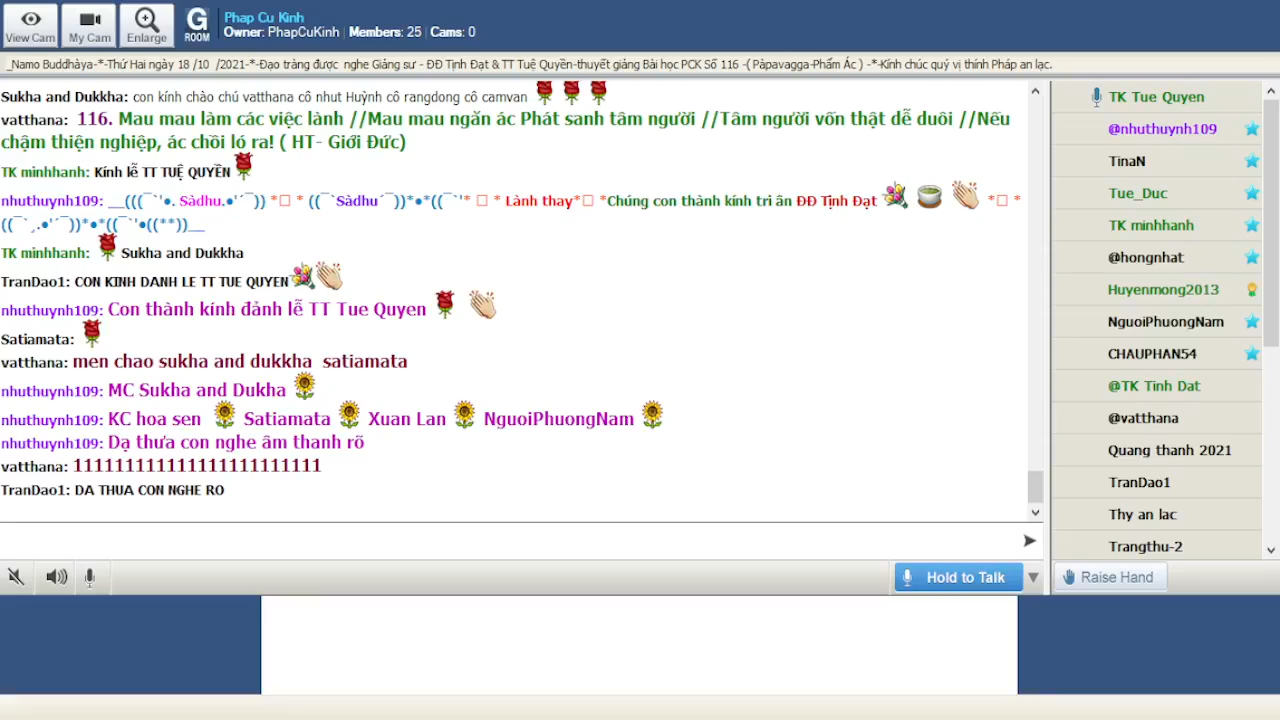 View Cam
My Cam
Enlarge
G
ROOM
Phap Cu Kinh
Owner: PhapCuKinh | Members: 25 | Cams: 0
_Namo Buddhàya-*-Thứ Hai ngày 18 /10 /2021-*-Đạo tràng được nghe Giảng sư - ĐĐ Tịnh Đạt & TT Tuệ Quyền-thuyết giảng Bài học PCK Số 116 -( Pàpavagga-Phẩm Ác ) -*-Kính chúc quý vị thính Pháp an lạc.
Sukha and Dukkha: con kính chào chú vatthana cô nhut Huỳnh cô rangdong cô camvan
vatthana: 116. Mau mau làm các việc lành //Mau mau ngăn ác Phát sanh tâm người //Tâm người vốn thật dễ duôi //Nếu
chậm thiện nghiệp, ác chồi ló ra! ( HT- Giới Đức)
TK minhhanh: Kính lễ TT TUỆ QUYỀN
nhuthuynh109: __(((¯`'•. Sàdhu.•'´¯)) *▯ * ((¯`Sàdhu´¯))*•*((¯`'* ▯ * Lành thay*▯ *Chúng con thành kính tri ân ĐĐ Tịnh Đạt *▯ *
((¯`¸.•'´¯))*•*((¯`'•((**))__
TK minhhanh: Sukha and Dukkha
TranDao1: CON KINH DANH LE TT TUE QUYEN
nhuthuynh109: Con thành kính đảnh lễ TT Tue Quyen
Satiamata:
vatthana: men chao sukha and dukkha satiamata
nhuthuynh109: MC Sukha and Dukha
nhuthuynh109: KC hoa sen Satiamata Xuan Lan NguoiPhuongNam
nhuthuynh109: Dạ thưa con nghe âm thanh rõ
vatthana: 111111111111111111111111
TranDao1: DA THUA CON NGHE RO
Hold to Talk
TK Tue Quyen
@nhuthuynh109
TinaN
Tue_Duc
TK minhhanh
@hongnhat
Huyenmong2013
NguoiPhuongNam
CHAUPHAN54
@TK Tinh Dat
@vatthana
Quang thanh 2021
TranDao1
Thy an lac
Trangthu-2
Raise Hand